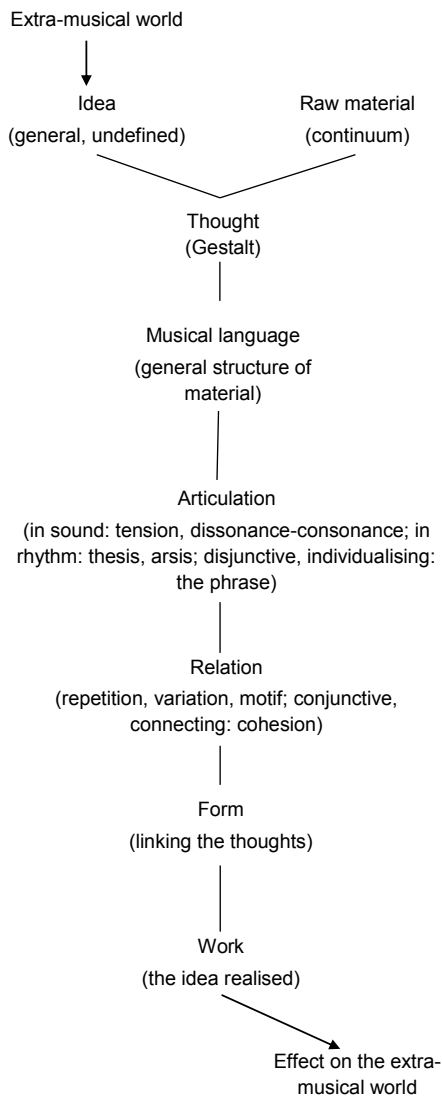 Extra-musical world
Idea
(general, undefined)
Raw material
(continuum)
Thought
(Gestalt)
Musical language
(general structure of
material)
Articulation
(in sound: tension, dissonance-consonance; in
rhythm: thesis, arsis; disjunctive, individualising:
the phrase)
Relation
(repetition, variation, motif; conjunctive,
connecting: cohesion)
Form
(linking the thoughts)
Work
(the idea realised)
Effect on the extra-
musical world